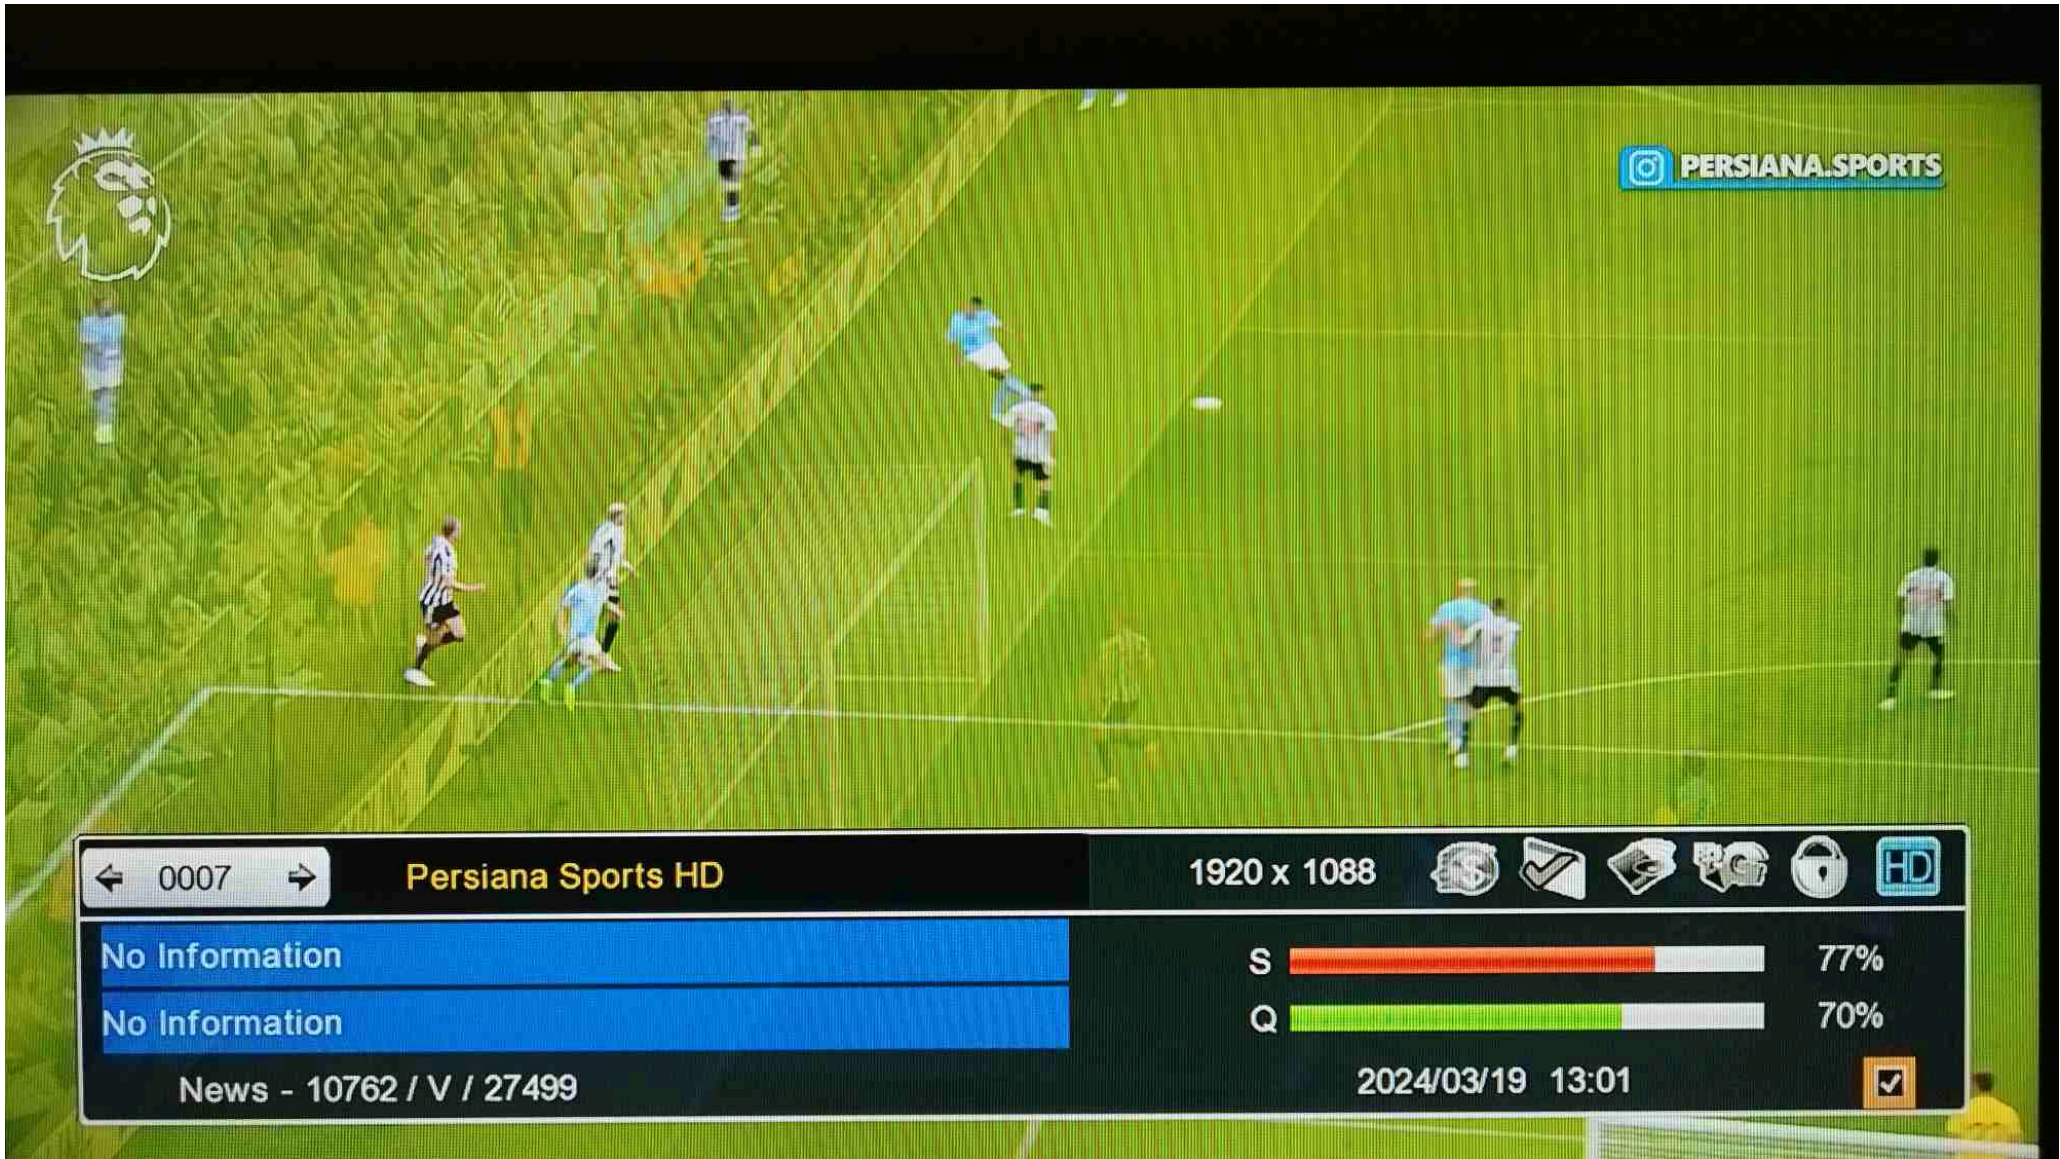 PERSIANA.SPORTS
0007
Persiana Sports HD
1920 x 1088
HD
No Information
S 77%
No Information
Q 70%
News - 10762 / V / 27499
2024/03/19 13:01